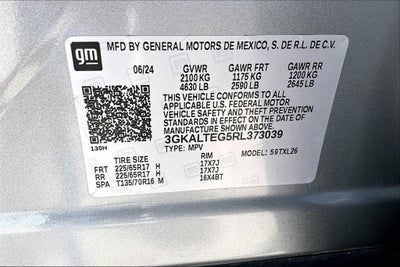 gm
MFD BY GENERAL MOTORS DE MEXICO, S. DE R.L. DE C.V.
06/24 GVWR GAWR FRT GAWR RR
2100 KG 1175 KG 1200 KG
4630 LB 2590 LB 2645 LB
THIS VEHICLE CONFORMS TO ALL
APPLICABLE U.S. FEDERAL MOTOR
VEHICLE SAFETY AND THEFT PREVENTION
STANDARDS IN EFFECT ON THE DATE OF
MANUFACTURE SHOWN ABOVE.
3GKALTEG5RL373039
130H TYPE: MPV MODEL: 59TXL26
TIRE SIZE RIM
FRT 225/65R17 H 17X7J
RR 225/65R17 H 17X7J
SPA T135/70R16 M 16X4BT